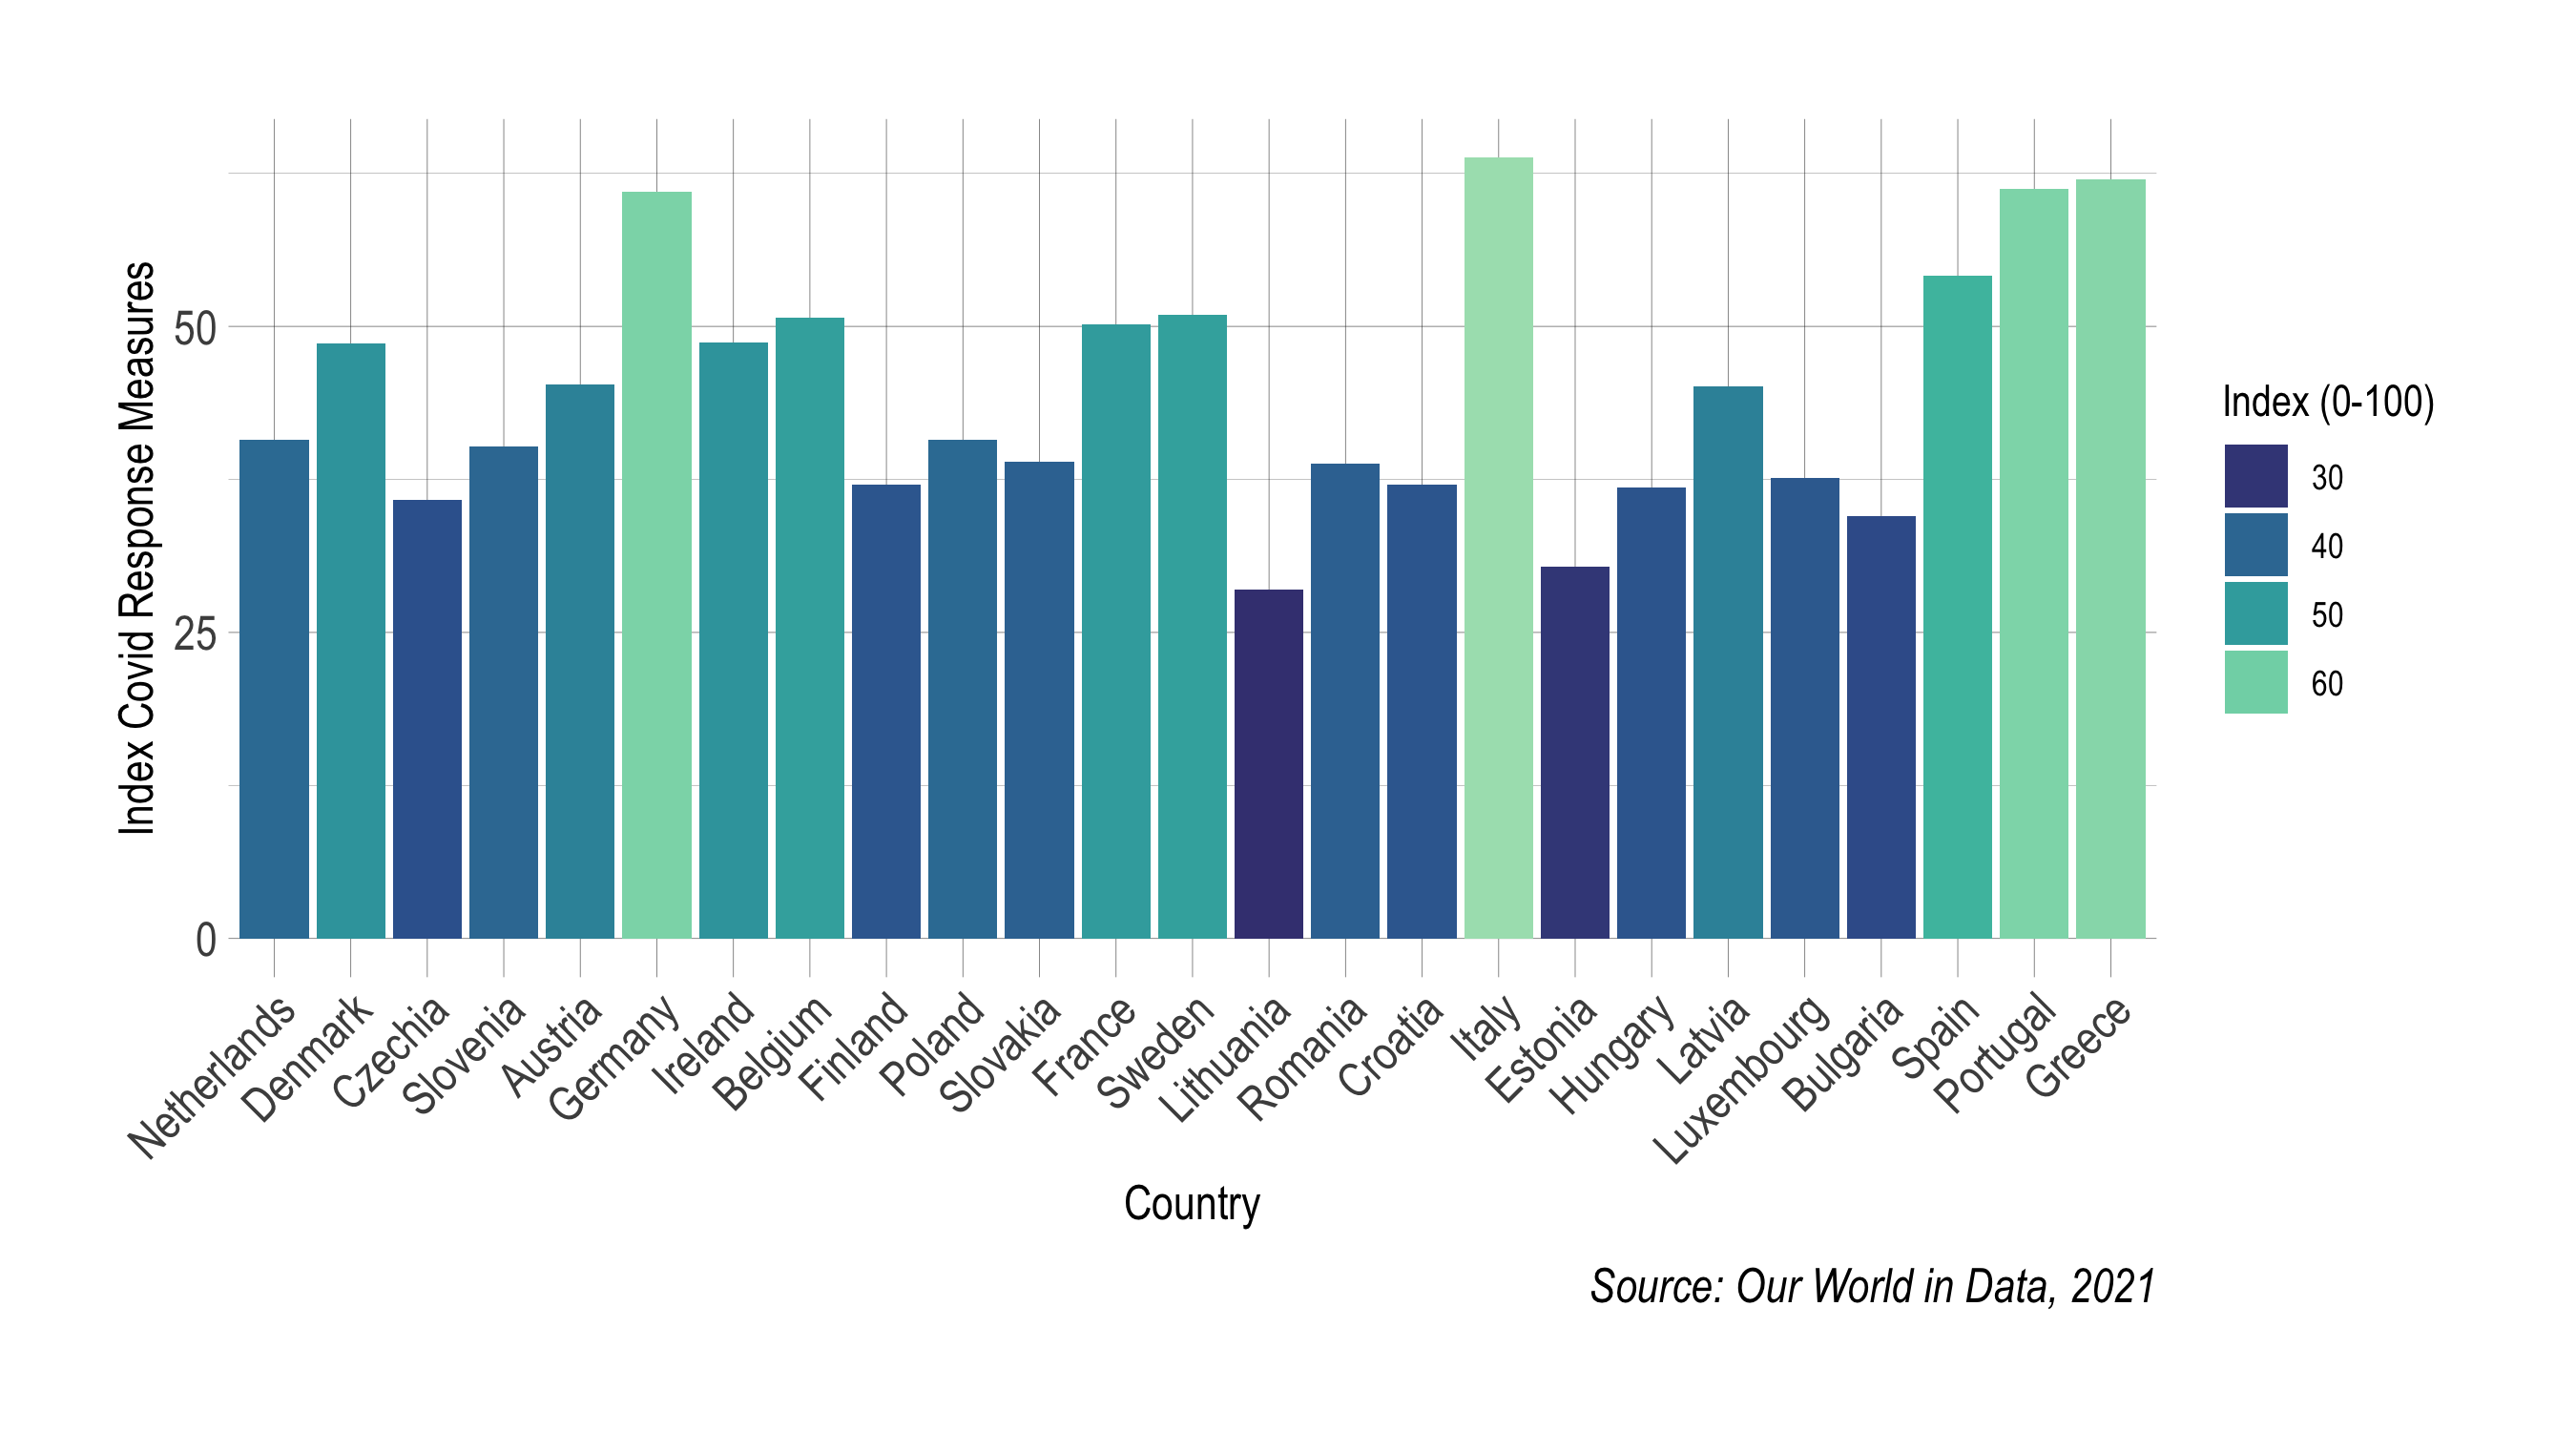 Index Covid Response Measures
50
25
0
Netherlands
Denmark
Czechia
Slovenia
Austria
Germany
Ireland
Belgium
Finland
Poland
Slovakia
France
Sweden
Lithuania
Romania
Croatia
Italy
Estonia
Hungary
Latvia
Luxembourg
Bulgaria
Spain
Portugal
Greece
Country
Index (0-100)
30
40
50
60
Source: Our World in Data, 2021